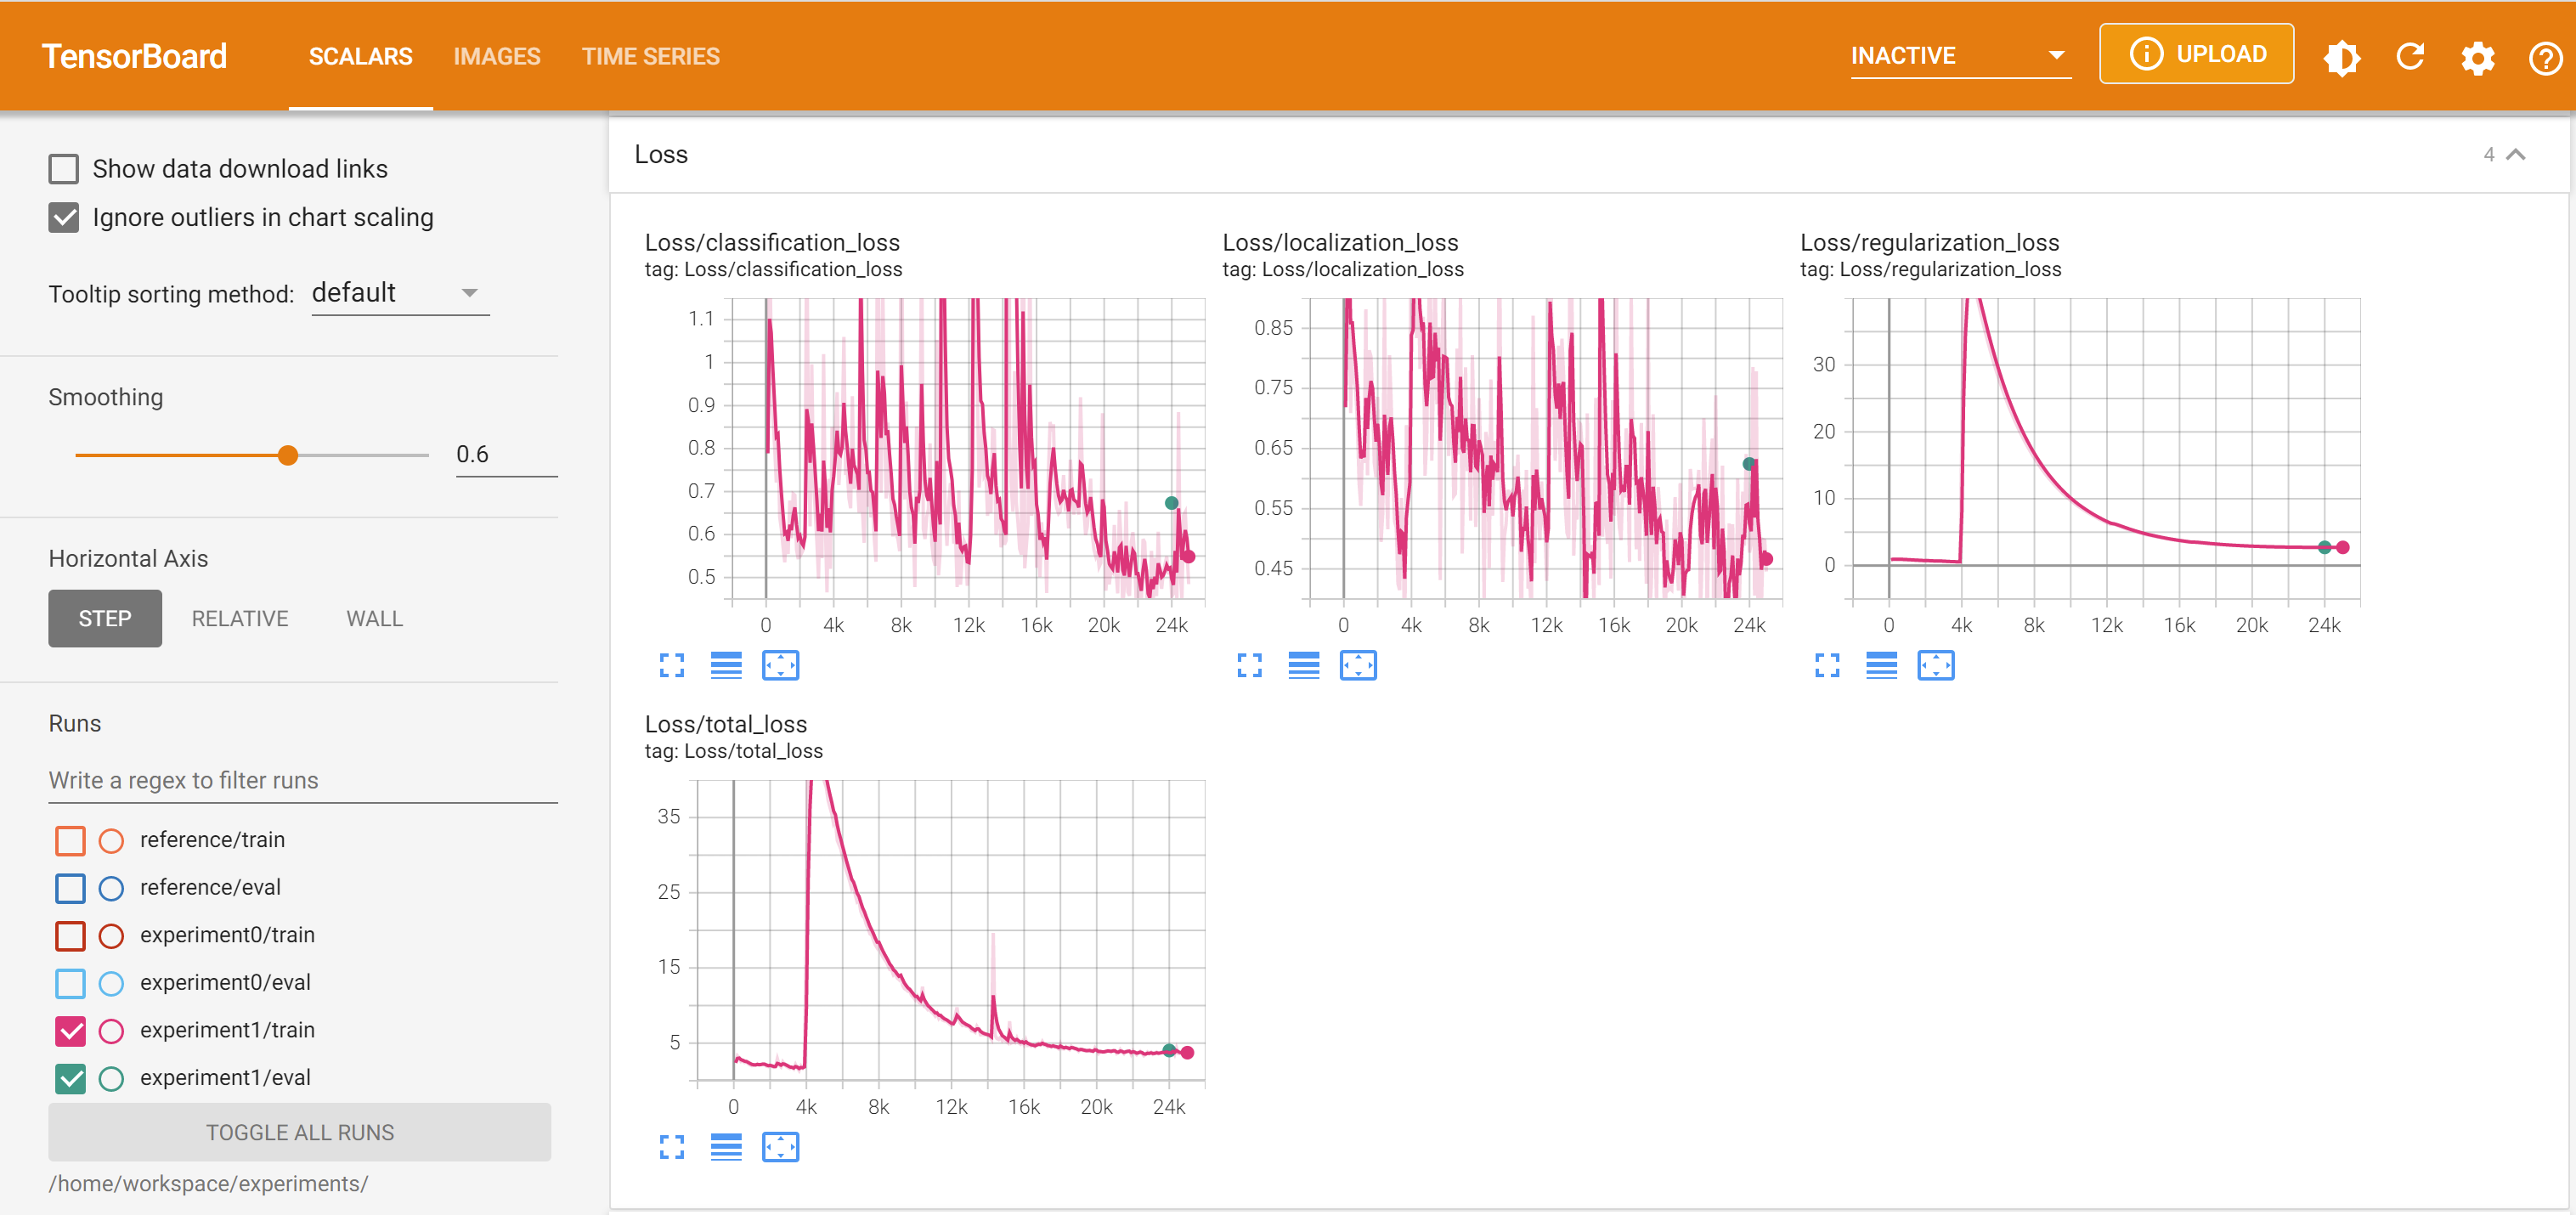 TensorBoard SCALARS IMAGES TIME SERIES INACTIVE UPLOAD
Show data download links
Ignore outliers in chart scaling
Tooltip sorting method: default
Smoothing
0.6
Horizontal Axis
STEP RELATIVE WALL
Runs
Write a regex to filter runs
reference/train
reference/eval
experiment0/train
experiment0/eval
experiment1/train
experiment1/eval
TOGGLE ALL RUNS
/home/workspace/experiments/
Loss 4
Loss/classification_loss
tag: Loss/classification_loss
1.1
1
0.9
0.8
0.7
0.6
0.5
0 4k 8k 12k 16k 20k 24k
Loss/localization_loss
tag: Loss/localization_loss
0.85
0.75
0.65
0.55
0.45
0 4k 8k 12k 16k 20k 24k
Loss/regularization_loss
tag: Loss/regularization_loss
30
20
10
0
0 4k 8k 12k 16k 20k 24k
Loss/total_loss
tag: Loss/total_loss
35
25
15
5
0 4k 8k 12k 16k 20k 24k